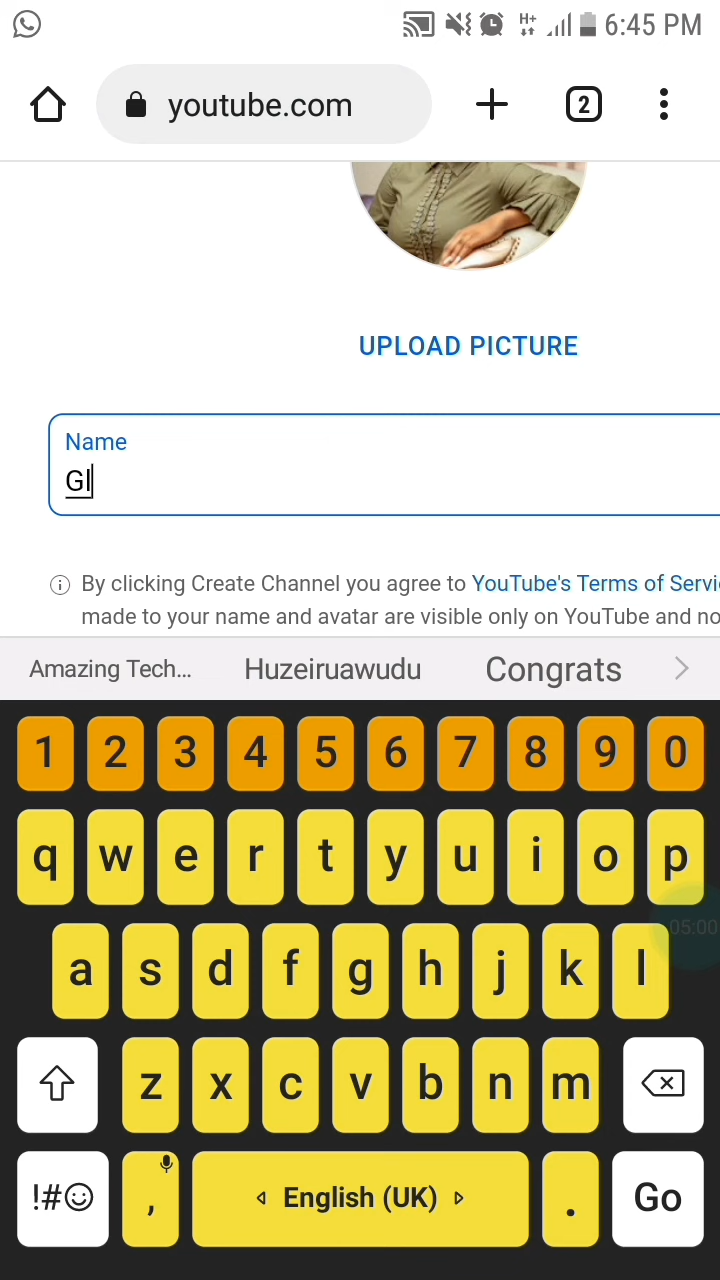 H+ 6:45 PM
youtube.com 2
UPLOAD PICTURE
Name
Gl
By clicking Create Channel you agree to YouTube's Terms of Servi
made to your name and avatar are visible only on YouTube and no
Amazing Tech... Huzeiruawudu Congrats
1 2 3 4 5 6 7 8 9 0
q w e r t y u i o p
05:00
a s d f g h j k l
z x c v b n m
!#☺ , English (UK) . Go